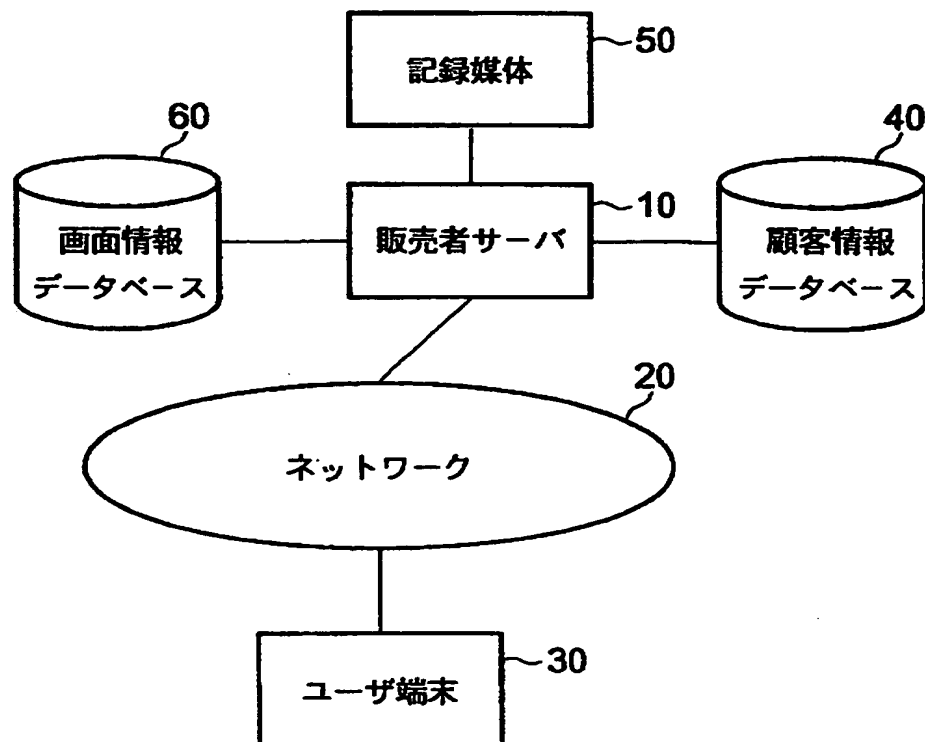 50
記録媒体
60
40
10
画面情報
データベース
販売者サーバ
顧客情報
データベース
20
ネットワーク
30
ユーザ端末